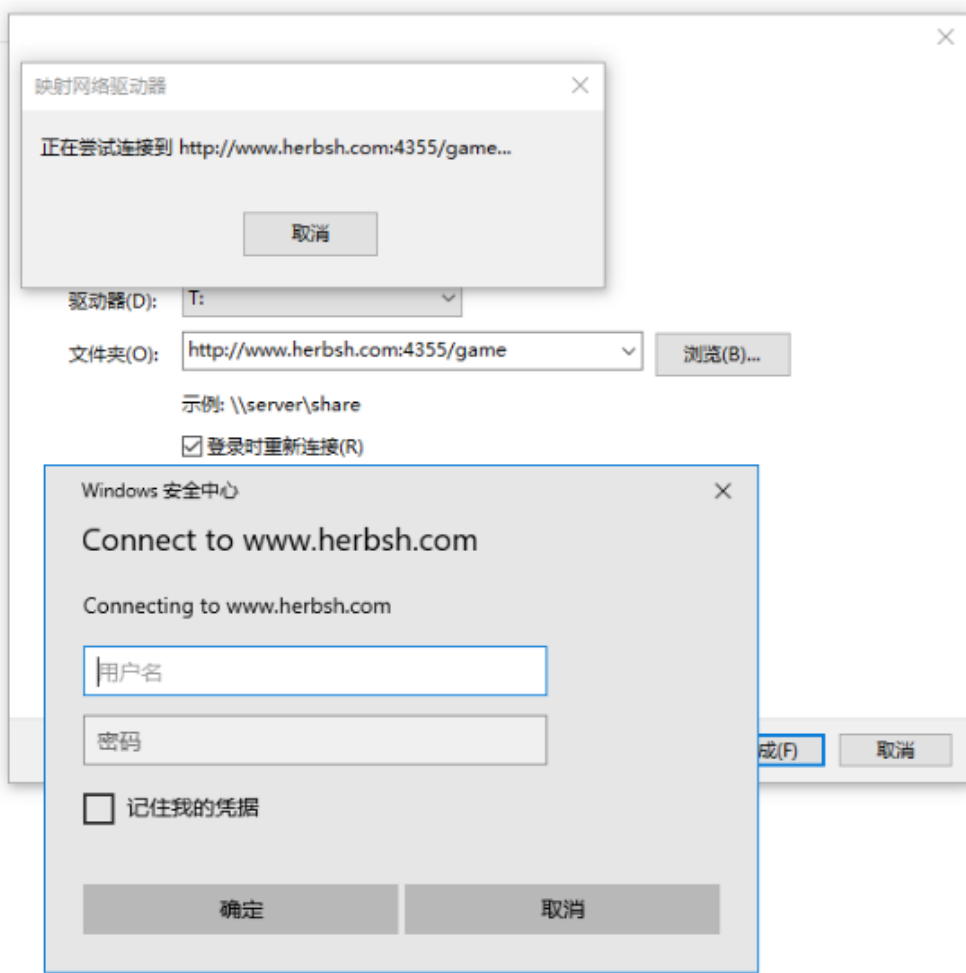 映射网络驱动器
正在尝试连接到 http://www.herbsh.com:4355/game...
取消
驱动器(D): T:
文件夹(O): http://www.herbsh.com:4355/game 浏览(B)...
示例: \\server\share
登录时重新连接(R)
Windows 安全中心
Connect to www.herbsh.com
Connecting to www.herbsh.com
用户名
密码
成(F) 取消
记住我的凭据
确定 取消